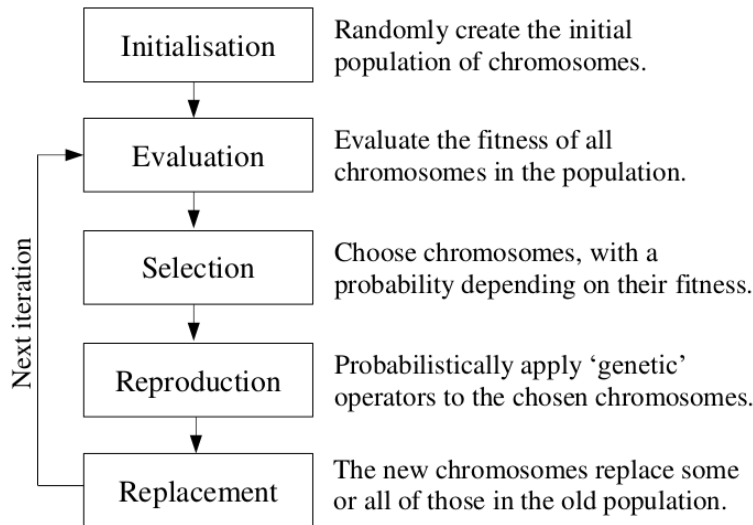 Initialisation
Randomly create the initial
population of chromosomes.
Evaluation
Evaluate the fitness of all
chromosomes in the population.
Selection
Choose chromosomes, with a
probability depending on their fitness.
Reproduction
Probabilistically apply ‘genetic’
operators to the chosen chromosomes.
Replacement
The new chromosomes replace some
or all of those in the old population.
Next iteration